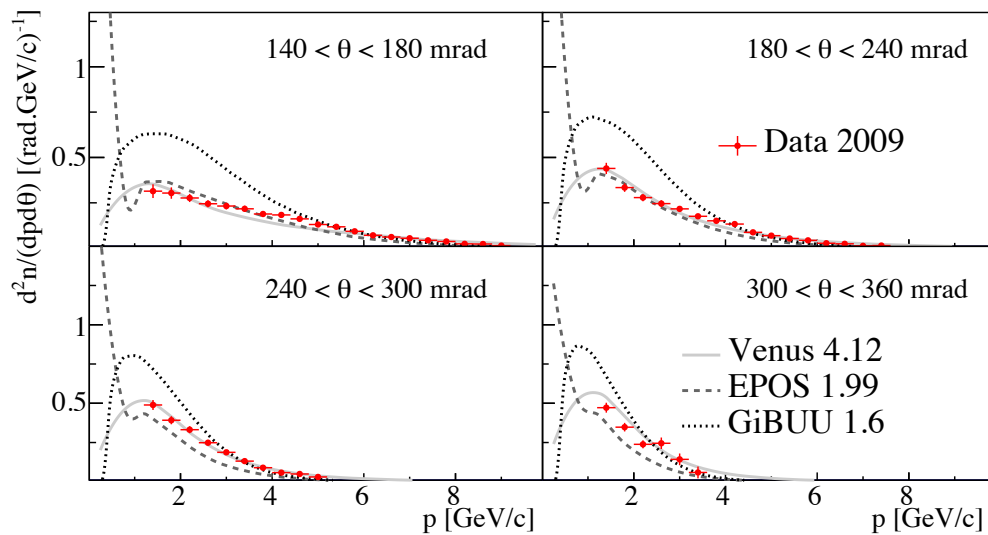 d²n/(dpdθ) [(rad.GeV/c)⁻¹]
140 < θ < 180 mrad
180 < θ < 240 mrad
1
0.5
Data 2009
240 < θ < 300 mrad
300 < θ < 360 mrad
1
0.5
Venus 4.12
EPOS 1.99
GiBUU 1.6
2 4 6 8 2 4 6 8
p [GeV/c] p [GeV/c]